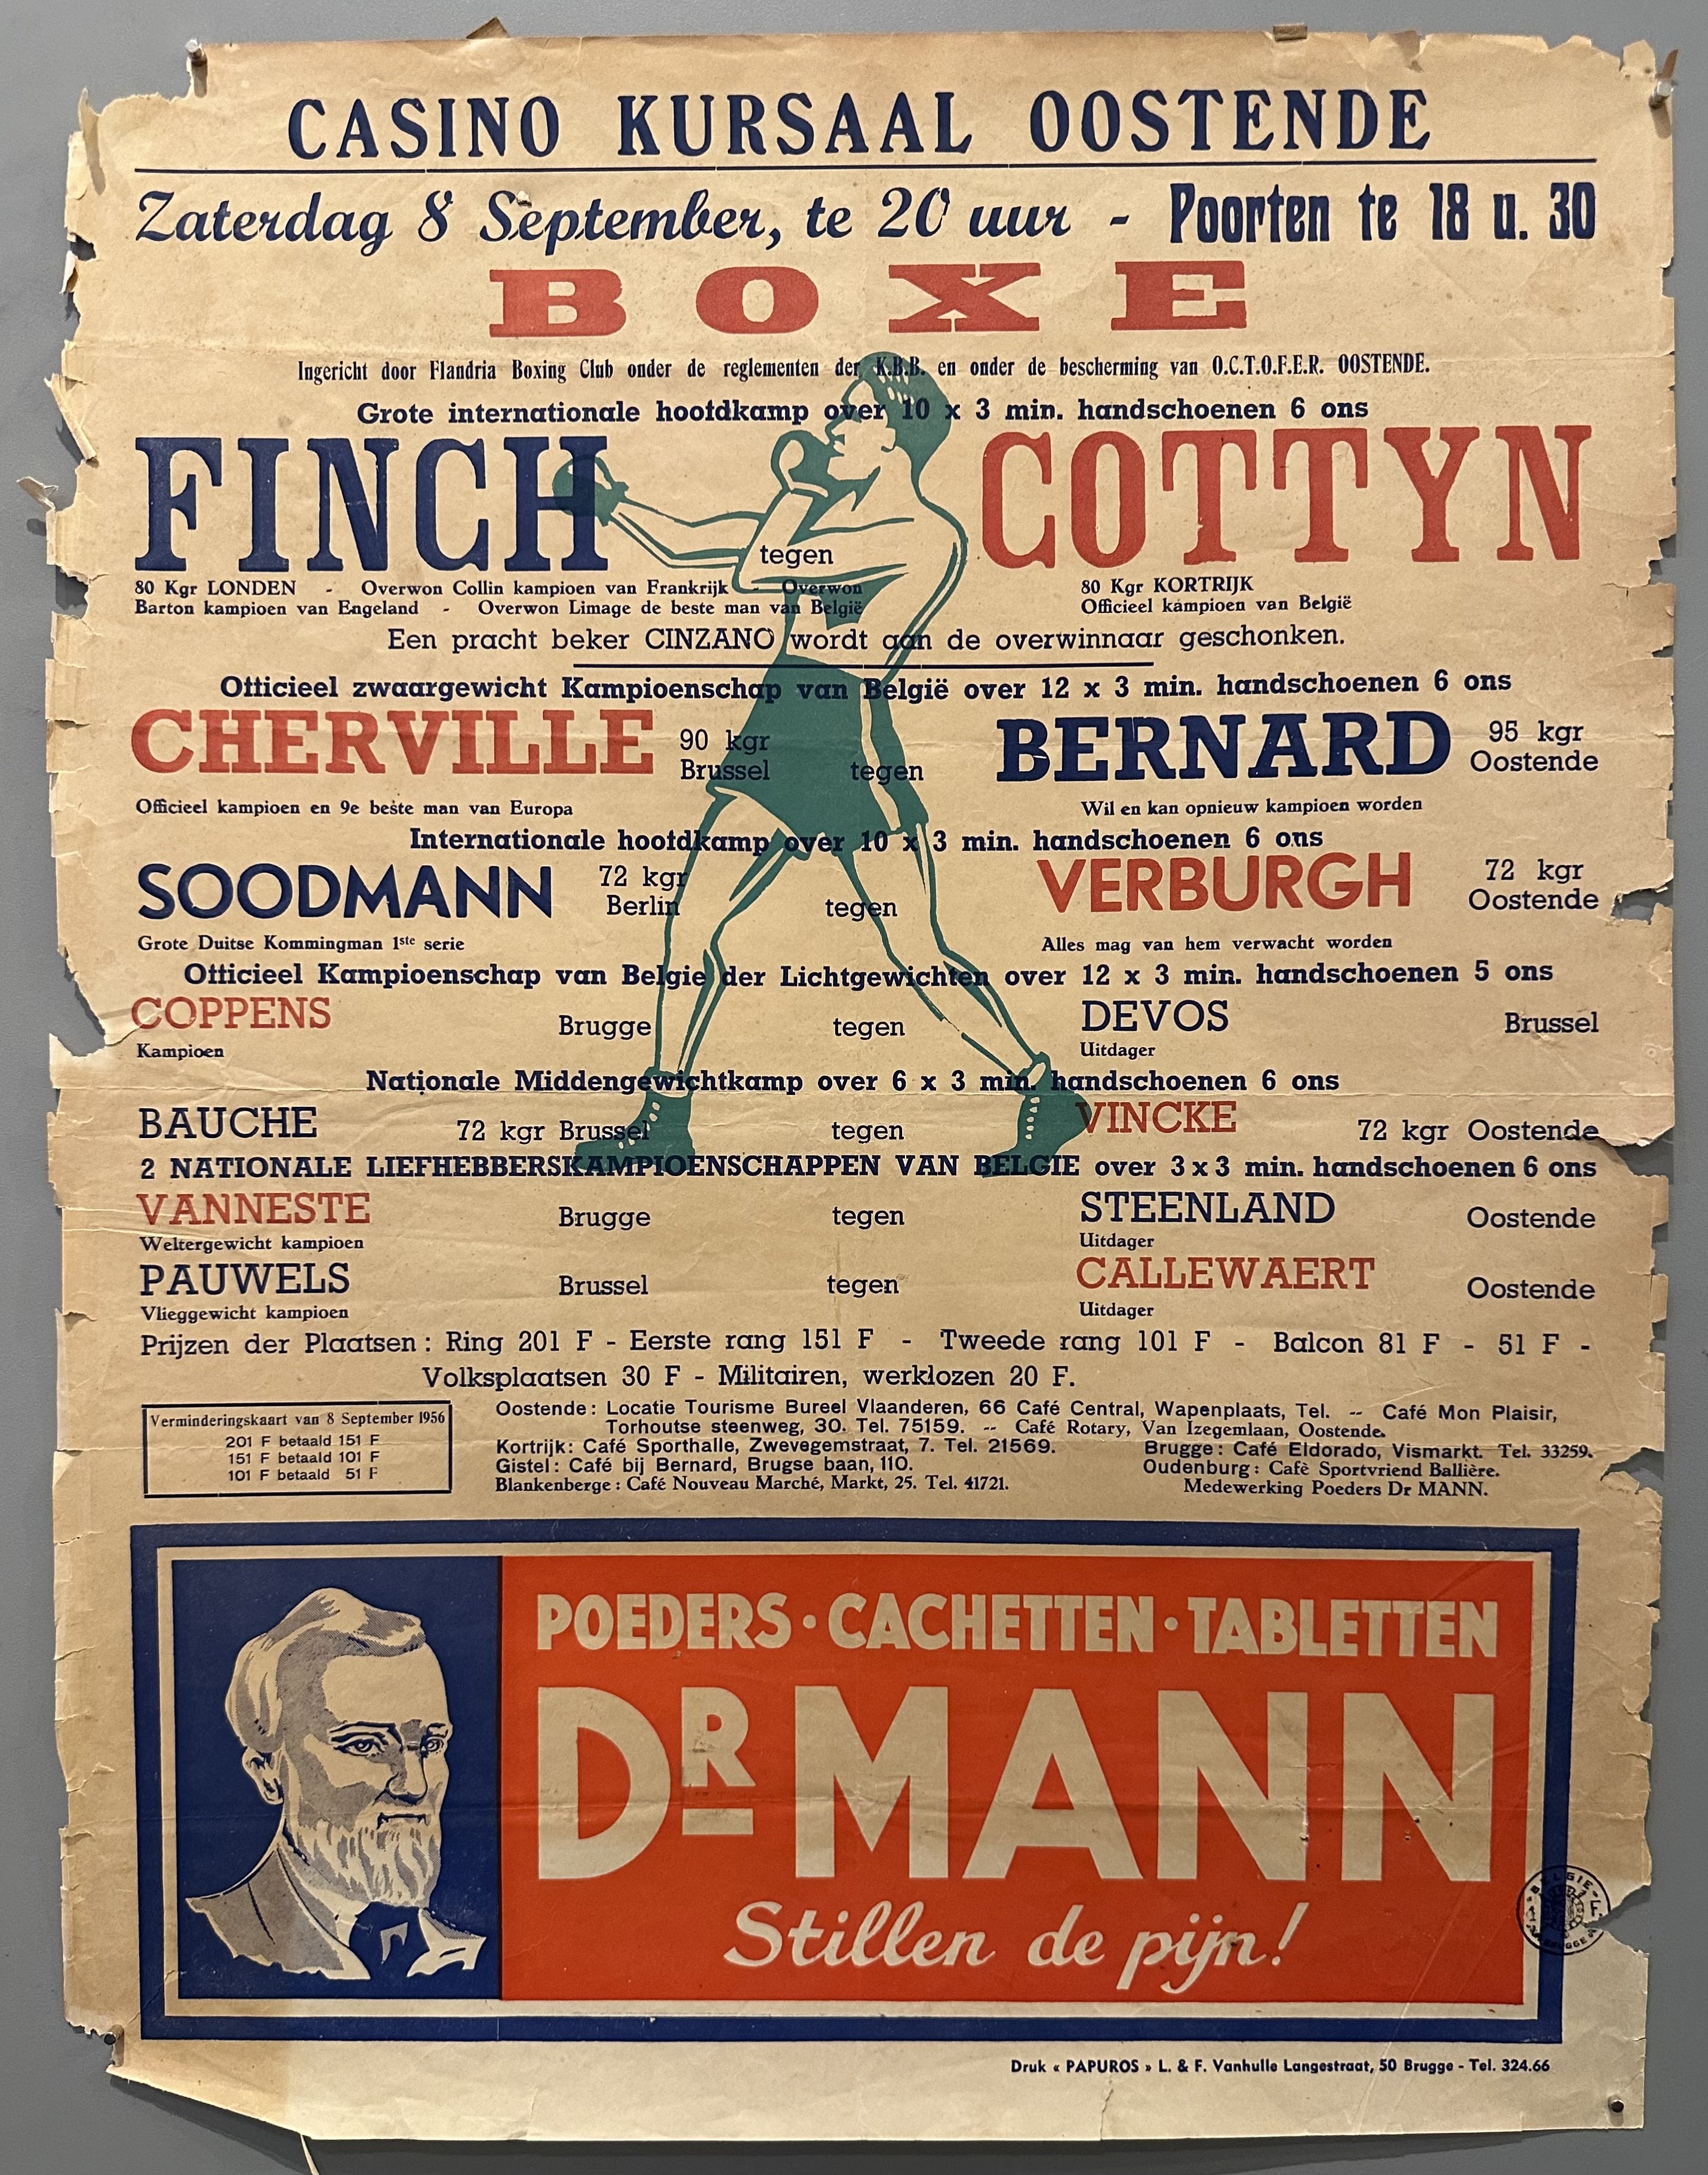 CASINO KURSAAL OOSTENDE
Zaterdag 8 September, te 20 uur - Poorten te 18 u. 30
BOXE
Ingericht door Flandria Boxing Club onder de reglementen der K.B.B. en onder de bescherming van O.C.T.O.F.E.R. OOSTENDE.
Grote internationale hoofdkamp over 10 x 3 min. handschoenen 6 ons
FINCH tegen COTTYN
80 Kgr LONDEN - Overwon Collin kampioen van Frankrijk - Overwon
Barton kampioen van Engeland - Overwon Limage de beste man van België
80 Kgr KORTRIJK
Officieel kampioen van België
Een pracht beker CINZANO wordt aan de overwinnaar geschonken.
Officieel zwaargewicht Kampioenschap van België over 12 x 3 min. handschoenen 6 ons
CHERVILLE 90 kgr Brussel tegen BERNARD 95 kgr Oostende
Officieel kampioen en 9e beste man van Europa Wil en kan opnieuw kampioen worden
Internationale hoofdkamp over 10 x 3 min. handschoenen 6 ons
SOODMANN 72 kgr Berlin tegen VERBURGH 72 kgr Oostende
Grote Duitse Kommingman 1ste serie Alles mag van hem verwacht worden
Officieel Kampioenschap van Belgie der Lichtgewichten over 12 x 3 min. handschoenen 5 ons
COPPENS Brugge tegen DEVOS Brussel
Kampioen Uitdager
Nationale Middengewichtkamp over 6 x 3 min. handschoenen 6 ons
BAUCHE 72 kgr Brussel tegen VINCKE 72 kgr Oostende
2 NATIONALE LIEFHEBBERSKAMPIOENSCHAPPEN VAN BELGIE over 3 x 3 min. handschoenen 6 ons
VANNESTE Brugge tegen STEENLAND Oostende
Weltergewicht kampioen Uitdager
PAUWELS Brussel tegen CALLEWAERT Oostende
Vlieggewicht kampioen Uitdager
Prijzen der Plaatsen : Ring 201 F - Eerste rang 151 F - Tweede rang 101 F - Balcon 81 F - 51 F -
Volksplaatsen 30 F - Militairen, werklozen 20 F.
Verminderingskaart van 8 September 1956
201 F betaald 151 F
151 F betaald 101 F
101 F betaald 51 F
Oostende : Locatie Tourisme Bureel Vlaanderen, 66 Café Central, Wapenplaats, Tel. -- Café Mon Plaisir,
Torhoutse steenweg, 30. Tel. 75159. -- Café Rotary, Van Izegemlaan, Oostende.
Kortrijk : Café Sporthalle, Zwevegemstraat, 7. Tel. 21569. Brugge : Café Eldorado, Vismarkt. Tel. 33259.
Gistel : Café bij Bernard, Brugse baan, 110. Oudenburg : Cafè Sportvriend Ballière.
Blankenberge : Café Nouveau Marché, Markt, 25. Tel. 41721. Medewerking Poeders Dr MANN.
POEDERS · CACHETTEN · TABLETTEN
DR MANN
Stillen de pijn!
Druk « PAPUROS » L. & F. Vanhulle Langestraat, 50 Brugge - Tel. 324.66